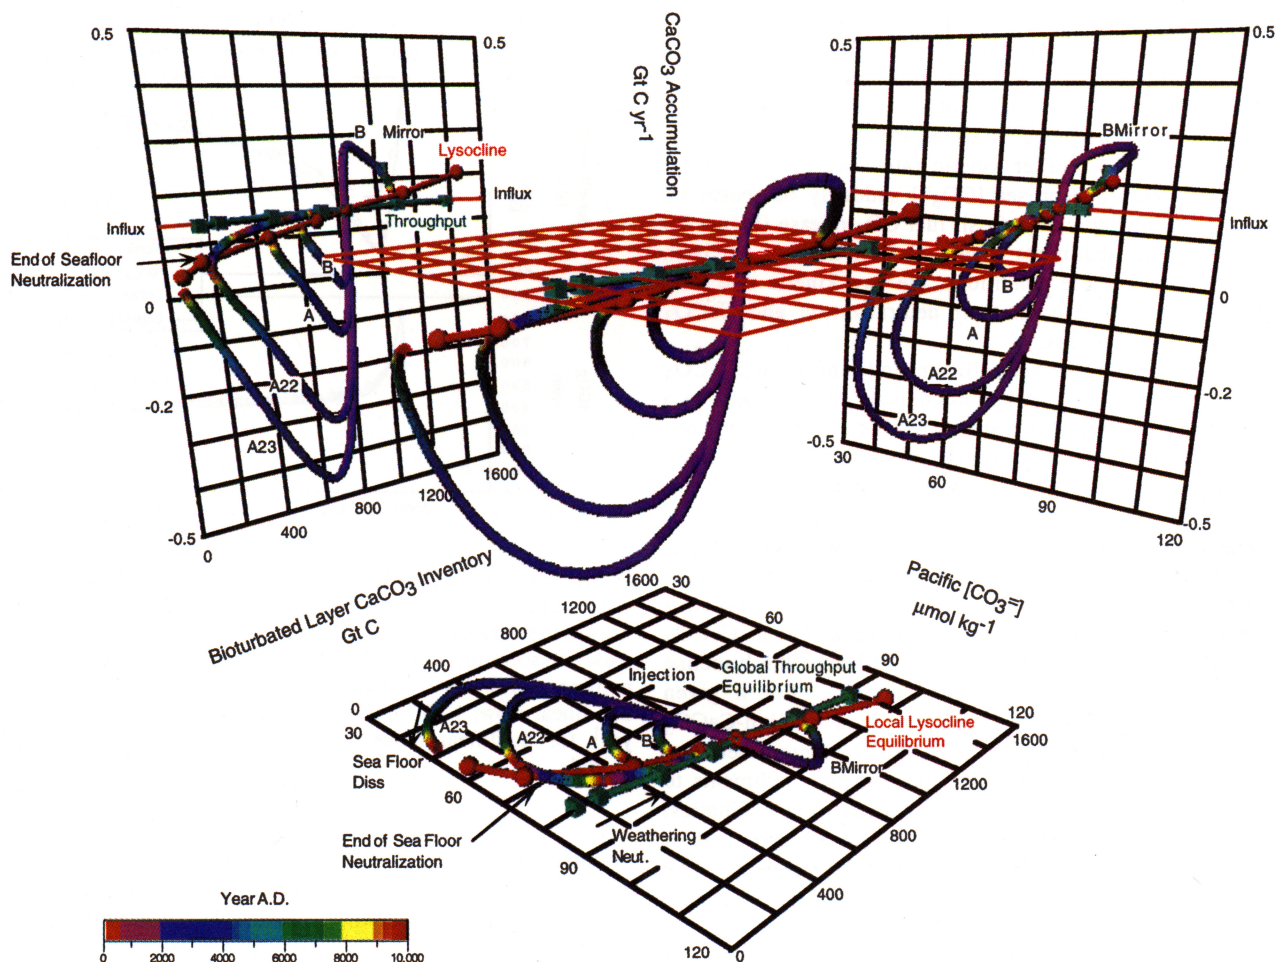 CaCO3 Accumulation
Gt C yr-1
0.5
0.5
B Mirror
Lysocline
Influx
Influx
Throughput
End of Seafloor
Neutralization
B
A
A22
A23
0
-0.2
-0.5
0
400
800
1200
1600
Bioturbated Layer CaCO3 Inventory
Gt C
0.5
0.5
BMirror
Influx
B
A
A22
A23
0
-0.2
-0.5
-0.5
30
60
90
120
Pacific [CO3=]
µmol kg-1
1600
30
1200
60
800
400
90
0
30
120
1600
Injection
Global Throughput
Equilibrium
Local Lysocline
Equilibrium
A23
A22
A
B
BMirror
Sea Floor
Diss
60
1200
End of Sea Floor
Neutralization
Weathering
Neut.
90
800
400
120
0
Year A.D.
0
2000
4000
6000
8000
10,000